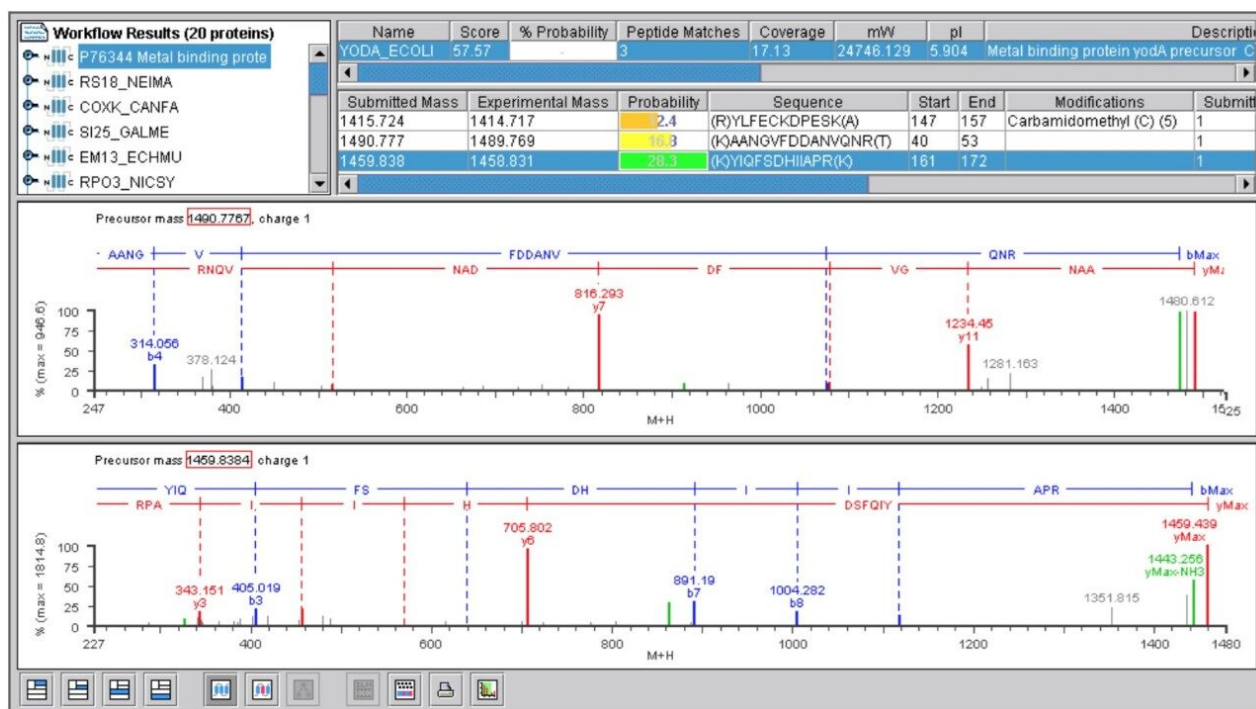 Workflow Results (20 proteins)
P76344 Metal binding prote
RS18_NEIMA
COXK_CANFA
SI25_GALME
EM13_ECHMU
RPO3_NICSY
Name Score % Probability Peptide Matches Coverage mW pI Descripti
YODA_ECOLI 57.57 - 3 17.13 24746.129 5.904 Metal binding protein yodA precursor C
Submitted Mass Experimental Mass Probability Sequence Start End Modifications Submitt
1415.724 1414.717 2.4 (R)YLFECKDPESK(A) 147 157 Carbamidomethyl (C) (5) 1
1490.777 1489.769 16.8 (K)AANGVFDDANVQNR(T) 40 53 1
1459.838 1458.831 28.3 (K)YIQFSDHIIAPR(K) 161 172 1
Precursor mass 1490.7767, charge 1
AANG V FDDANV QNR bMax
RNQV NAD DF VG NAA yMa
816.293
y7
1480.612
1234.45
y11
314.056
b4
378.124
1281.163
% (max = 946.6)
100
75
50
25
0
247 400 600 800 1000 1200 1400 1525
M+H
Precursor mass 1459.8384, charge 1
YIQ FS DH I I APR bMax
RPA I I H DSFQIY yMax
705.802
y6
1459.439
yMax
1443.256
yMax-NH3
343.151
y3
405.019
b3
891.19
b7
1004.282
b8
1351.815
% (max = 1814.8)
100
75
50
25
0
227 400 600 800 1000 1200 1400 1480
M+H